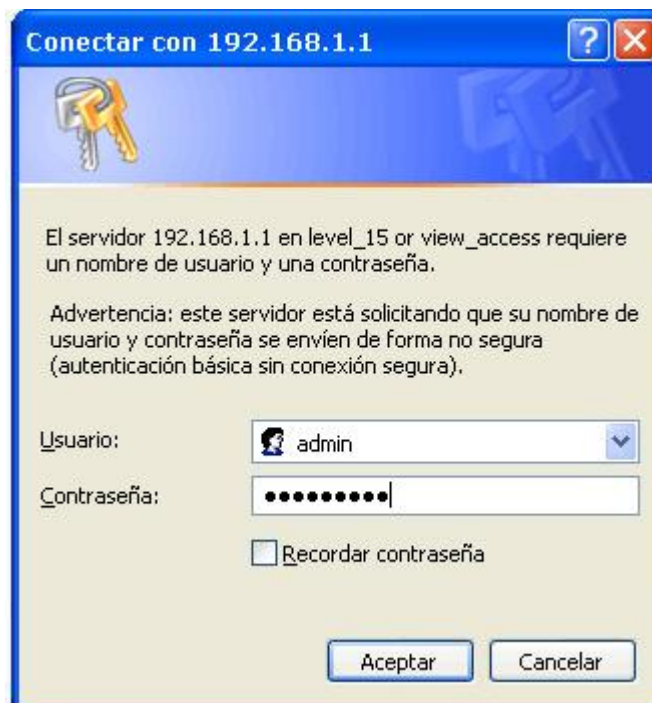 Conectar con 192.168.1.1
El servidor 192.168.1.1 en level_15 or view_access requiere
un nombre de usuario y una contraseña.
Advertencia: este servidor está solicitando que su nombre de
usuario y contraseña se envíen de forma no segura
(autenticación básica sin conexión segura).
Usuario:
admin
Contraseña:
●●●●●●●●●
Recordar contraseña
Aceptar
Cancelar